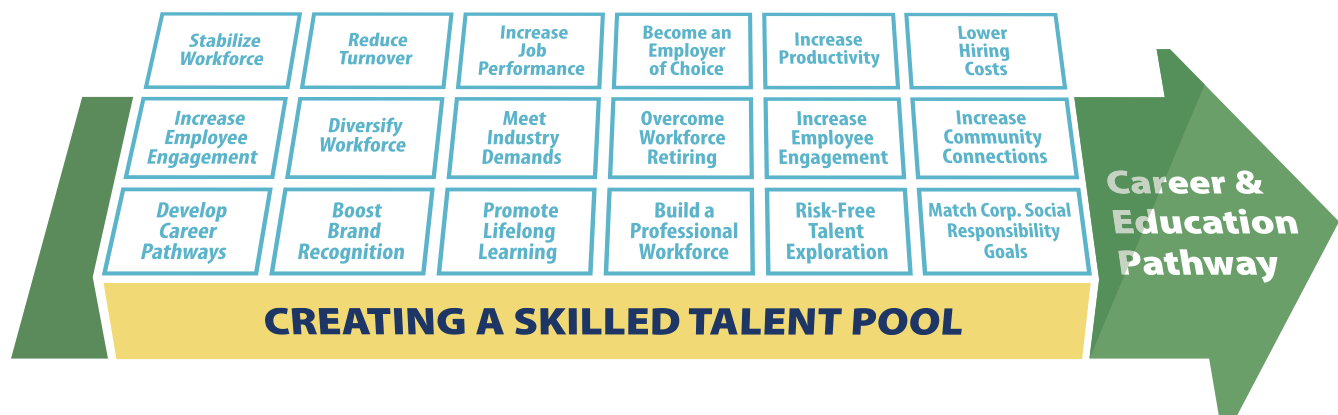 Stabilize
Workforce
Reduce
Turnover
Increase
Job
Performance
Become an
Employer
of Choice
Increase
Productivity
Lower
Hiring
Costs
Increase
Employee
Engagement
Diversify
Workforce
Meet
Industry
Demands
Overcome
Workforce
Retiring
Increase
Employee
Engagement
Increase
Community
Connections
Develop
Career
Pathways
Boost
Brand
Recognition
Promote
Lifelong
Learning
Build a
Professional
Workforce
Risk-Free
Talent
Exploration
Match Corp. Social
Responsibility
Goals
Career &
Education
Pathway
CREATING A SKILLED TALENT POOL